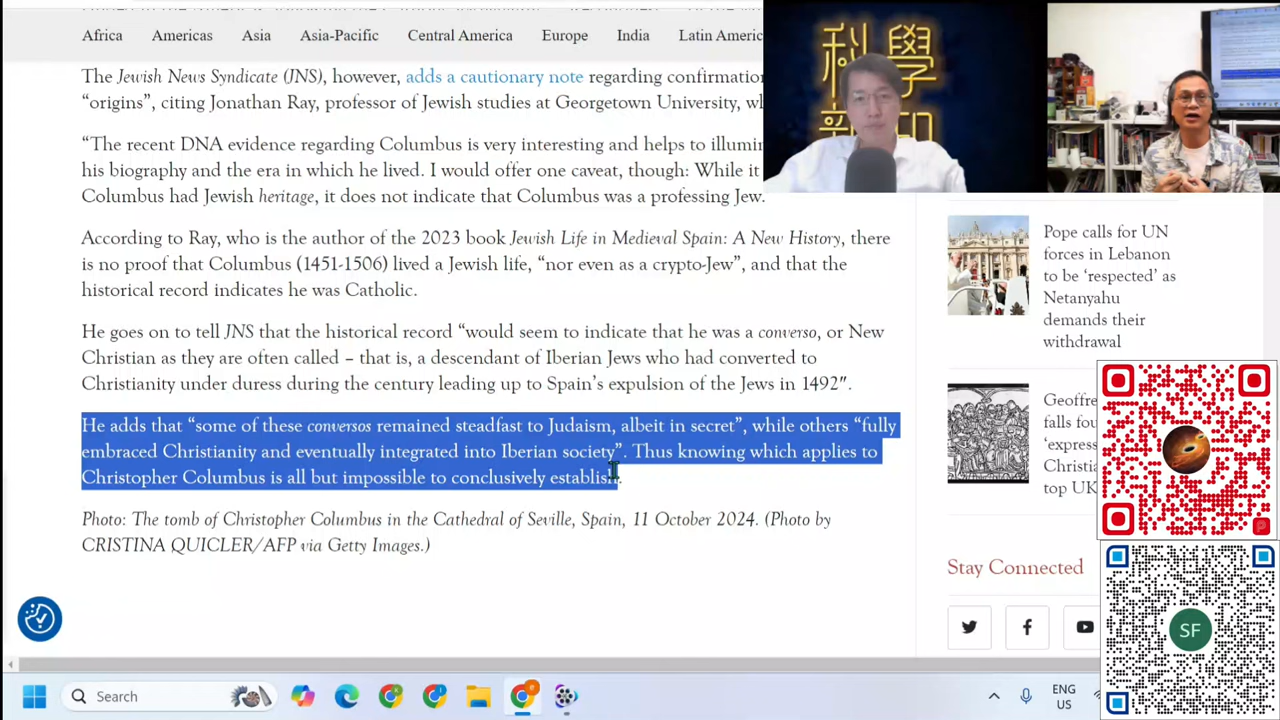 Africa Americas Asia Asia-Pacific Central America Europe India Latin Americ
The Jewish News Syndicate (JNS), however, adds a cautionary note regarding confirmation
“origins”, citing Jonathan Ray, professor of Jewish studies at Georgetown University, wh
“The recent DNA evidence regarding Columbus is very interesting and helps to illumin
his biography and the era in which he lived. I would offer one caveat, though: While it
Columbus had Jewish heritage, it does not indicate that Columbus was a professing Jew.
According to Ray, who is the author of the 2023 book Jewish Life in Medieval Spain: A New History, there
is no proof that Columbus (1451-1506) lived a Jewish life, “nor even as a crypto-Jew”, and that the
historical record indicates he was Catholic.
He goes on to tell JNS that the historical record “would seem to indicate that he was a converso, or New
Christian as they are often called – that is, a descendant of Iberian Jews who had converted to
Christianity under duress during the century leading up to Spain’s expulsion of the Jews in 1492″.
He adds that “some of these conversos remained steadfast to Judaism, albeit in secret”, while others “fully
embraced Christianity and eventually integrated into Iberian society”. Thus knowing which applies to
Christopher Columbus is all but impossible to conclusively establish.
Photo: The tomb of Christopher Columbus in the Cathedral of Seville, Spain, 11 October 2024. (Photo by
CRISTINA QUICLER/AFP via Getty Images.)
科學
新知
Pope calls for UN
forces in Lebanon
to be ‘respected’ as
Netanyahu
demands their
withdrawal
Geoffre
falls fou
‘express
Christia
top UK
Stay Connected
SF
Search
ENG
US